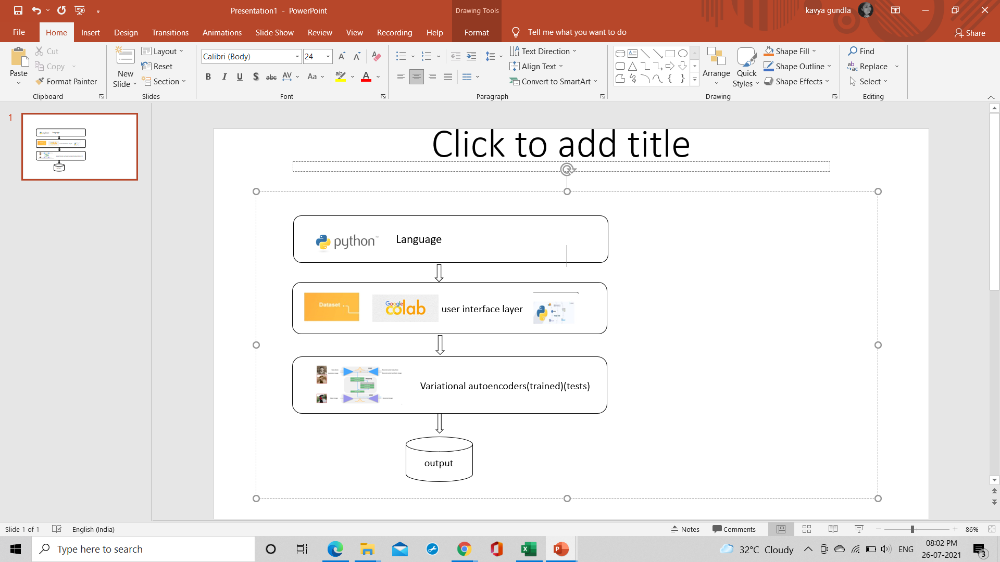 Presentation1 - PowerPoint
Drawing Tools
kavya gundla
File Home Insert Design Transitions Animations Slide Show Review View Recording Help Format Tell me what you want to do Share
Paste
Cut
Copy
Format Painter
Clipboard
New Slide
Layout
Reset
Section
Slides
Calibri (Body) 24
B I U S abc AV Aa A
Font
Text Direction
Align Text
Convert to SmartArt
Paragraph
Arrange
Quick Styles
Shape Fill
Shape Outline
Shape Effects
Drawing
Find
Replace
Select
Editing
1
Click to add title
python™ Language
Dataset
Google colab
user interface layer
Variational autoencoders(trained)(tests)
output
Slide 1 of 1 English (India) Notes Comments 86%
Type here to search
32°C Cloudy
ENG
08:02 PM
26-07-2021
3